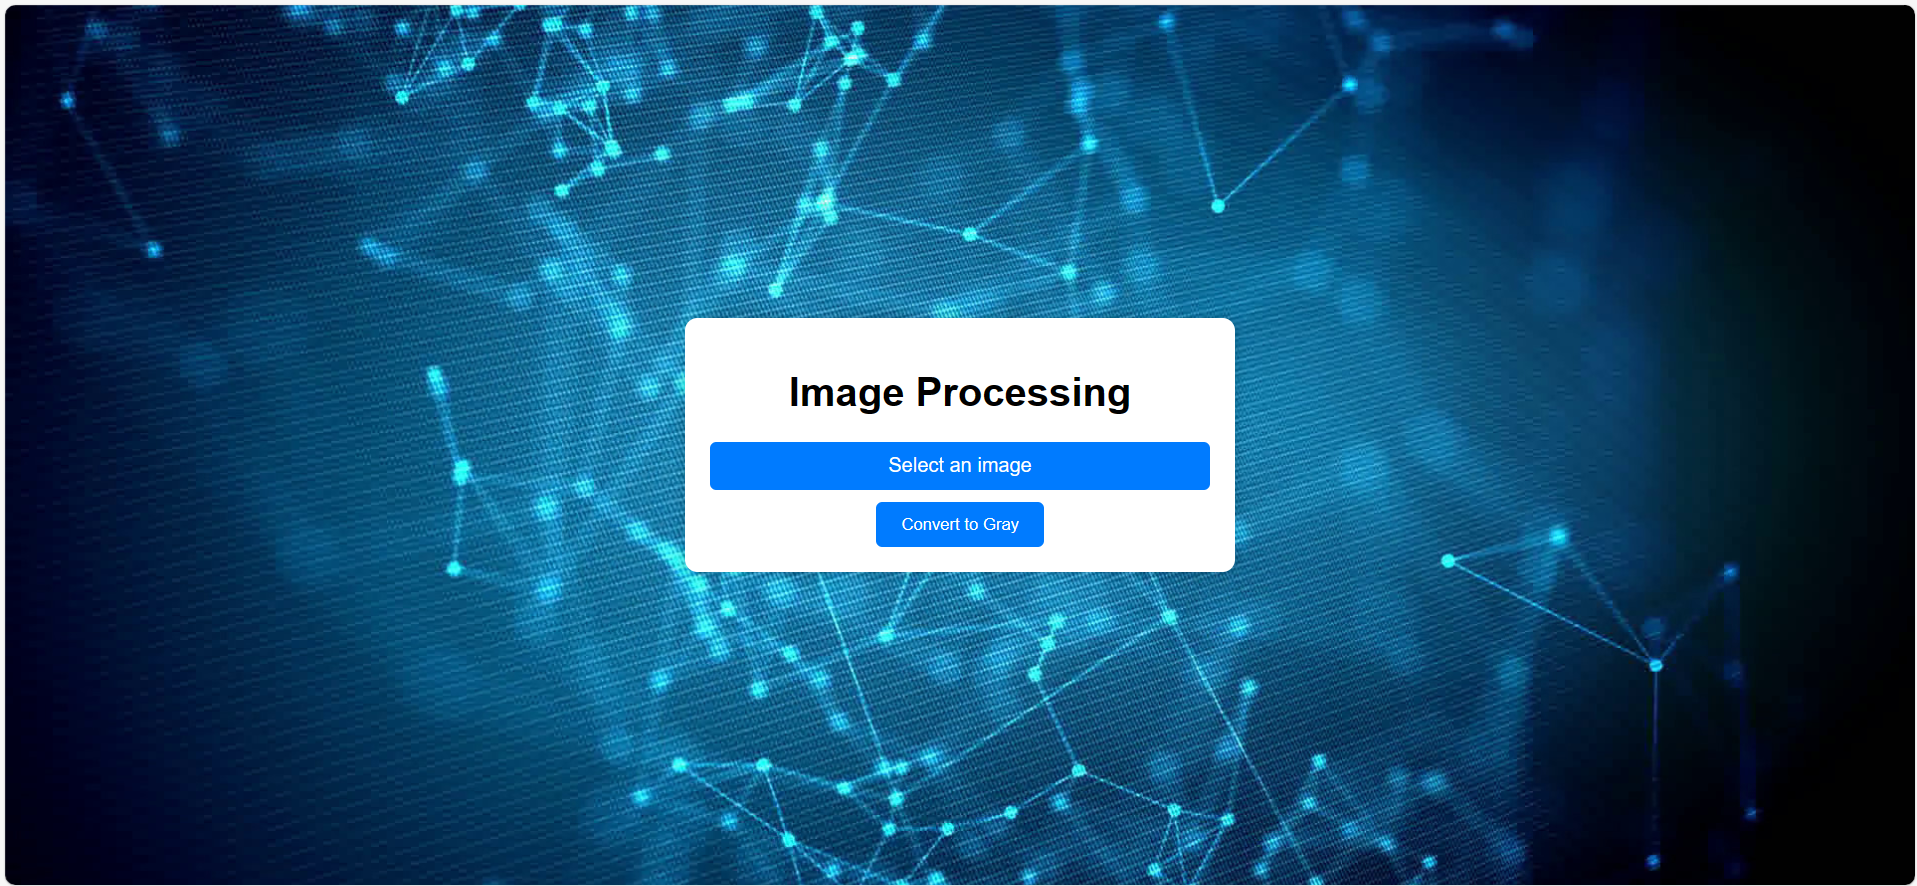 Image Processing
Select an image
Convert to Gray